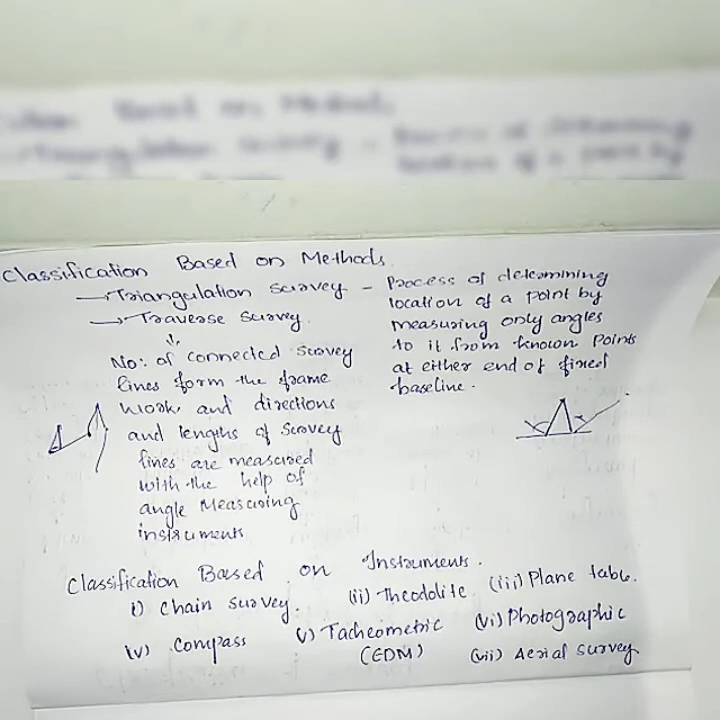 Classification Based on Methods
→ Triangulation survey - Process of determining
location of a point by
measuring only angles
to it from known points
at either end of fixed
baseline.
→ Traverse survey
No: of connected survey
lines form the frame
work and directions
and lengths of survey
lines are measured
with the help of
angle Measuring
instruments
Classification Based on Instruments.
i) Chain survey. (ii) Theodolite (iii) Plane table.
iv) Compass v) Tacheometric (vi) Photographic
(EDM) (vii) Aerial survey